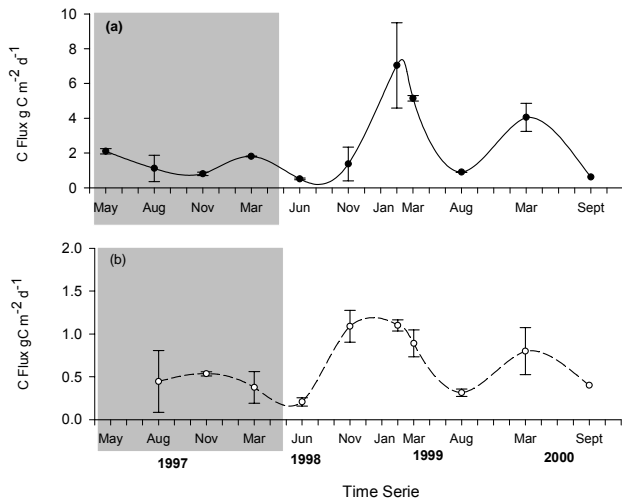 (a)
C Flux g C m-2 d-1
10
8
6
4
2
0
May Aug Nov Mar Jun Nov Jan Mar Aug Mar Sept
(b)
C Flux gC m-2 d-1
2.0
1.5
1.0
0.5
0.0
May Aug Nov Mar Jun Nov Jan Mar Aug Mar Sept
1997 1998 1999 2000
Time Serie